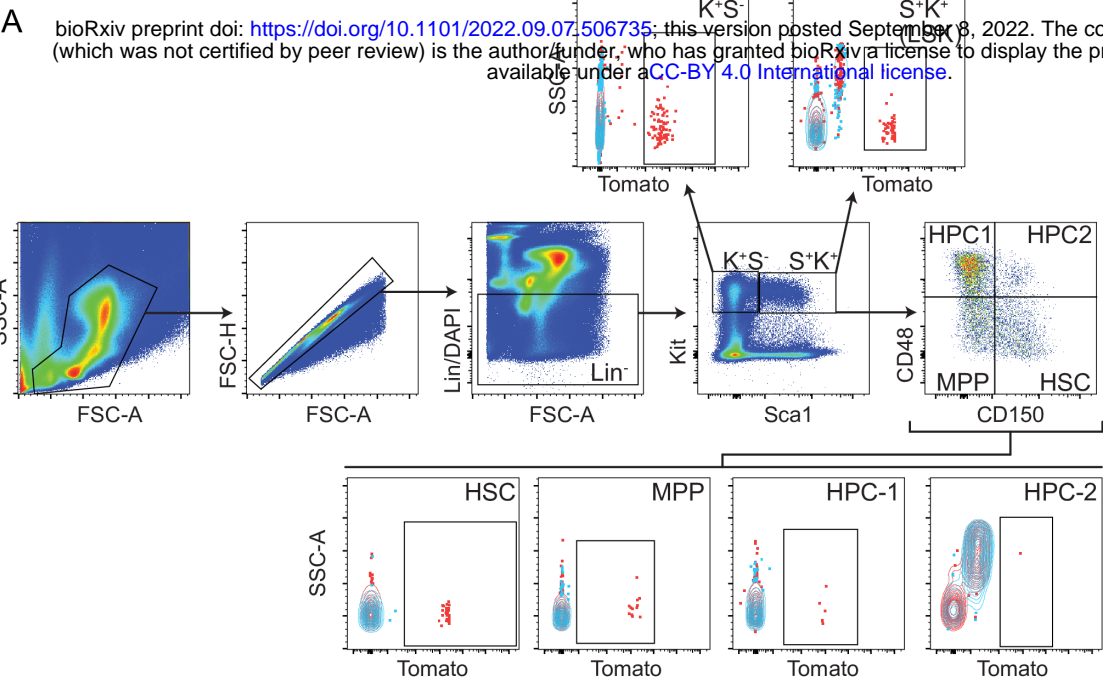 A
bioRxiv preprint doi: https://doi.org/10.1101/2022.09.07.506735; this version posted September 8, 2022. The co
(which was not certified by peer review) is the author/funder, who has granted bioRxiv a license to display the pr
available under aCC-BY 4.0 International license.
K+S-
S+K+
(LSK)
SSC-A
Tomato
Tomato
SSC-A
FSC-A
FSC-H
FSC-A
Lin/DAPI
Lin-
FSC-A
K+S-
S+K+
Kit
Sca1
HPC1
HPC2
CD48
MPP
HSC
CD150
HSC
MPP
HPC-1
HPC-2
SSC-A
Tomato
Tomato
Tomato
Tomato